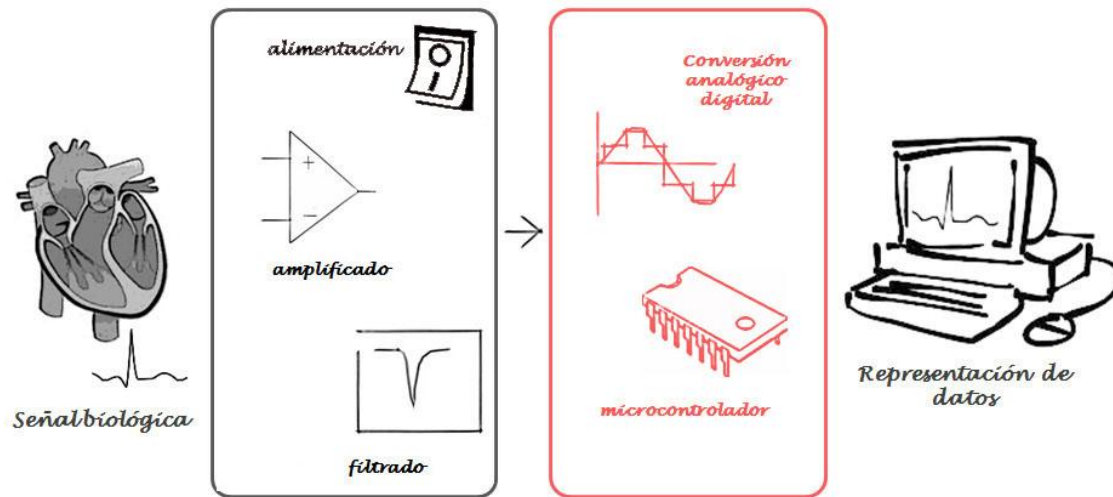 Señal biológica
alimentación
amplificado
filtrado
Conversión
analógico
digital
microcontrolador
Representación de
datos